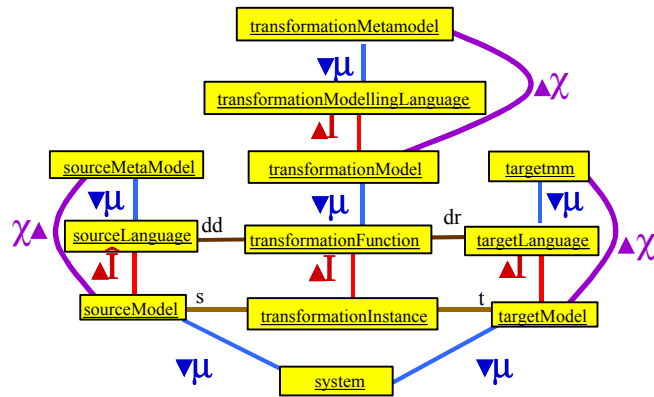 transformationMetamodel
▼μ
transformationModellingLanguage
▲χ
▲Î
sourceMetaModel
transformationModel
targetmm
▼μ
▼μ
▼μ
χ▲
sourceLanguage
dd
transformationFunction
dr
targetLanguage
▲χ
▲Î
▲Î
▲Î
sourceModel
s
transformationInstance
t
targetModel
▼μ
system
▼μ